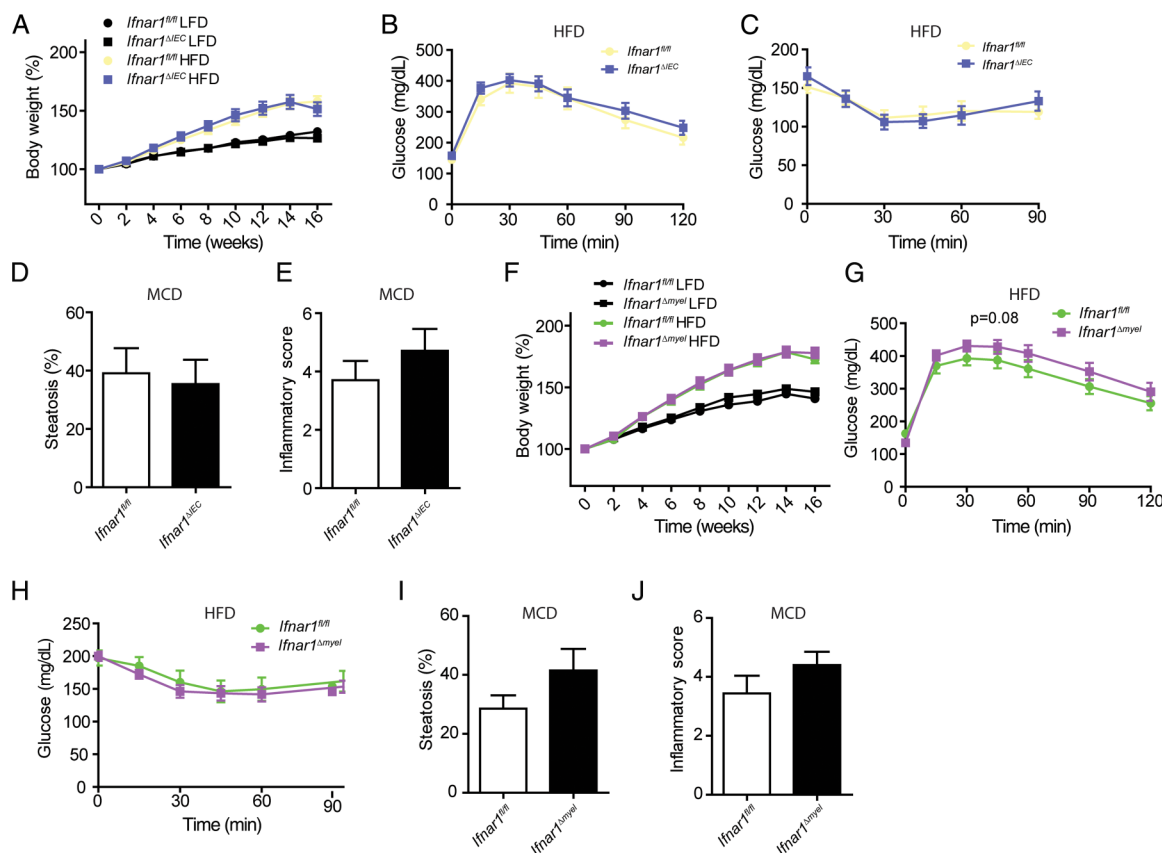 A
Ifnar1fl/fl LFD
Ifnar1ΔIEC LFD
Ifnar1fl/fl HFD
Ifnar1ΔIEC HFD
Body weight (%)
200
150
100
0 2 4 6 8 10 12 14 16
Time (weeks)
B
HFD
Ifnar1fl/fl
Ifnar1ΔIEC
Glucose (mg/dL)
500
400
300
200
100
0
0 30 60 90 120
Time (min)
C
HFD
Ifnar1fl/fl
Ifnar1ΔIEC
Glucose (mg/dL)
200
150
100
50
0
0 30 60 90
Time (min)
D
MCD
Steatosis (%)
60
40
20
0
Ifnar1fl/fl
Ifnar1ΔIEC
E
MCD
Inflammatory score
6
4
2
0
Ifnar1fl/fl
Ifnar1ΔIEC
F
Ifnar1fl/fl LFD
Ifnar1Δmyel LFD
Ifnar1fl/fl HFD
Ifnar1Δmyel HFD
Body weight (%)
200
150
100
0 2 4 6 8 10 12 14 16
Time (weeks)
G
HFD
p=0.08
Ifnar1fl/fl
Ifnar1Δmyel
Glucose (mg/dL)
500
400
300
200
100
0
0 30 60 90 120
Time (min)
H
HFD
Ifnar1fl/fl
Ifnar1Δmyel
Glucose (mg/dL)
250
200
150
100
50
0
0 30 60 90
Time (min)
I
MCD
Steatosis (%)
60
40
20
0
Ifnar1fl/fl
Ifnar1Δmyel
J
MCD
Inflammatory score
6
4
2
0
Ifnar1fl/fl
Ifnar1Δmyel